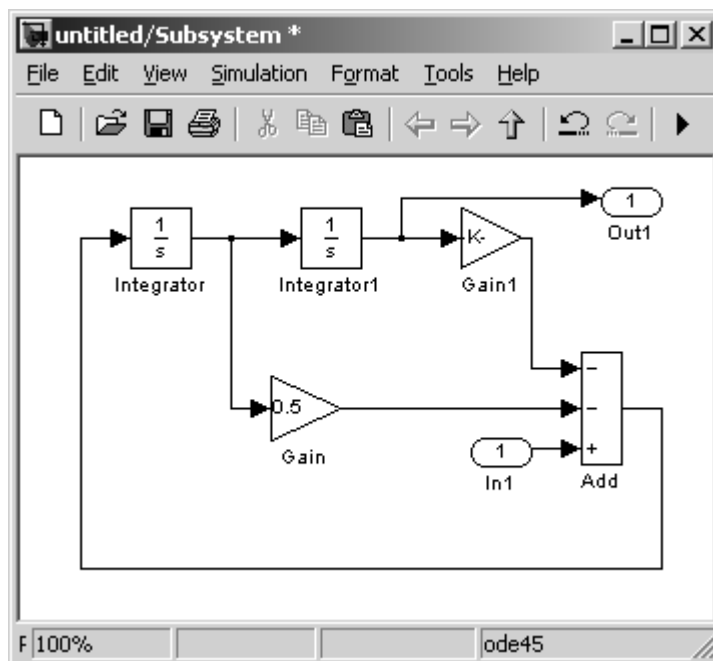 untitled/Subsystem *
File Edit View Simulation Format Tools Help
1
Out1
1
s
Integrator
1
s
Integrator1
-K-
Gain1
0.5
Gain
1
In1
−
−
+
Add
F 100% ode45